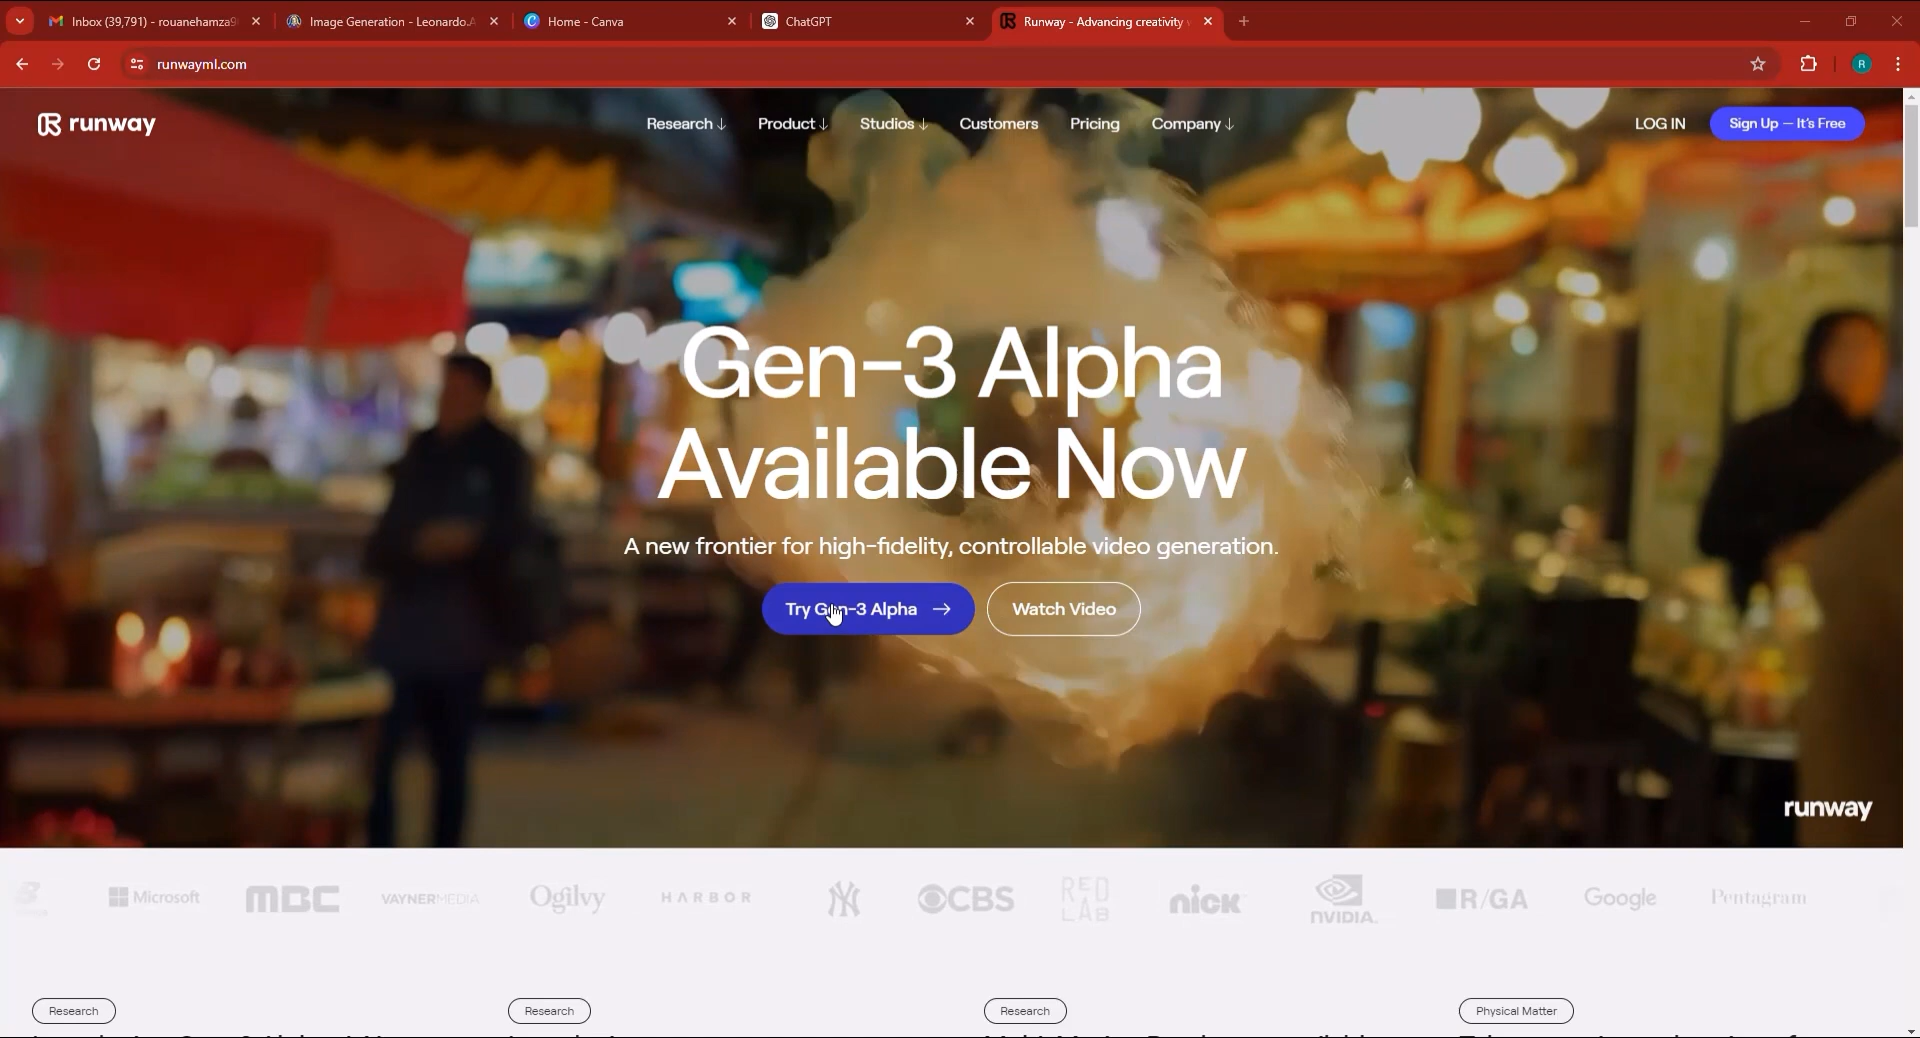 Inbox (39,791) - rouanehamza9
Image Generation - Leonardo.A
Home - Canva
ChatGPT
Runway - Advancing creativity
runwayml.com
R
runway
Research ↓
Product ↓
Studios ↓
Customers
Pricing
Company ↓
LOG IN
Sign Up — It's Free
Gen-3 Alpha
Available Now
A new frontier for high-fidelity, controllable video generation.
Try Gen-3 Alpha →
Watch Video
runway
Microsoft
MBC
VAYNERMEDIA
Ogilvy
HARBOR
NY
CBS
RED
LAB
nick
NVIDIA.
R/GA
Google
Pentagram
Research
Research
Research
Physical Matter